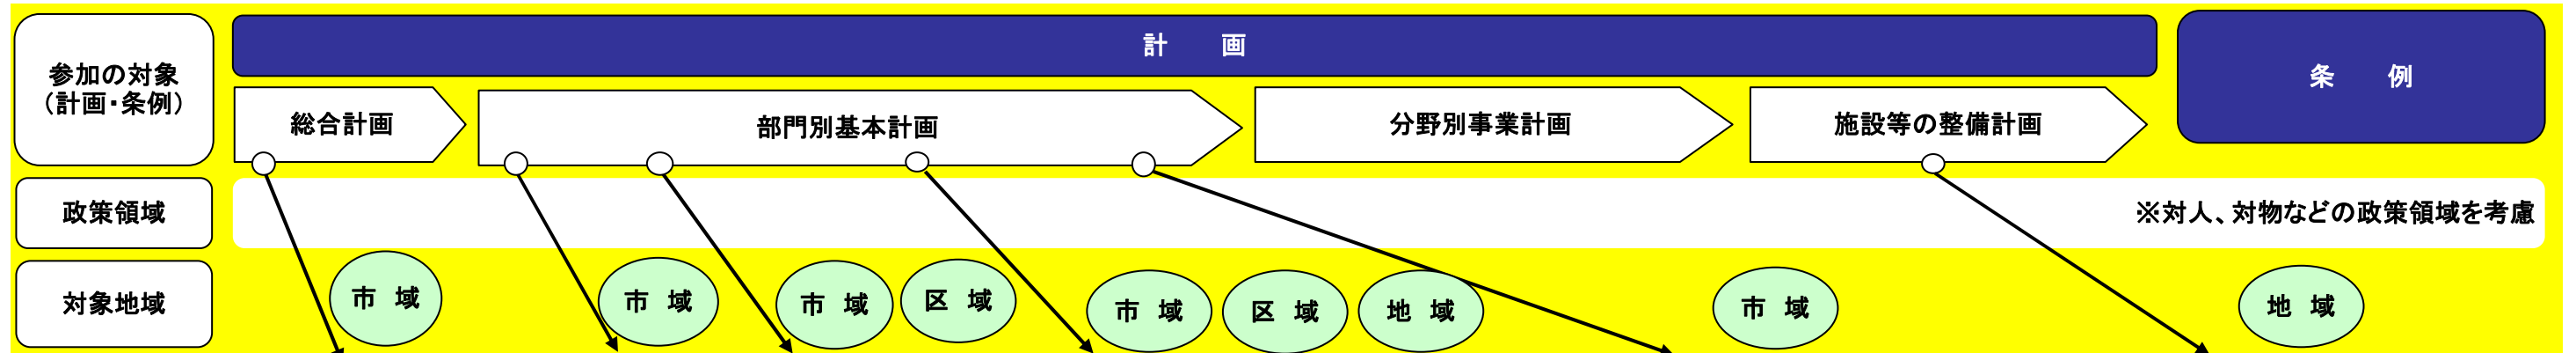 参加の対象
（計画・条例）
計　画
条　例
総合計画
部門別基本計画
分野別事業計画
施設等の整備計画
政策領域
※対人、対物などの政策領域を考慮
対象地域
市 域
市 域
市 域
区 域
市 域
区 域
地 域
市 域
地 域